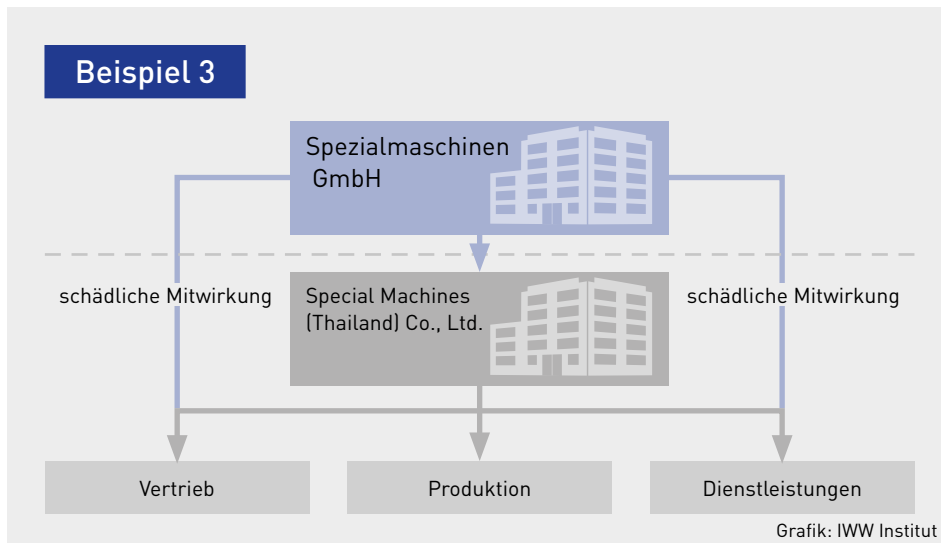 Beispiel 3
Spezialmaschinen
GmbH
schädliche Mitwirkung
Special Machines
(Thailand) Co., Ltd.
schädliche Mitwirkung
Vertrieb
Produktion
Dienstleistungen
Grafik: IWW Institut